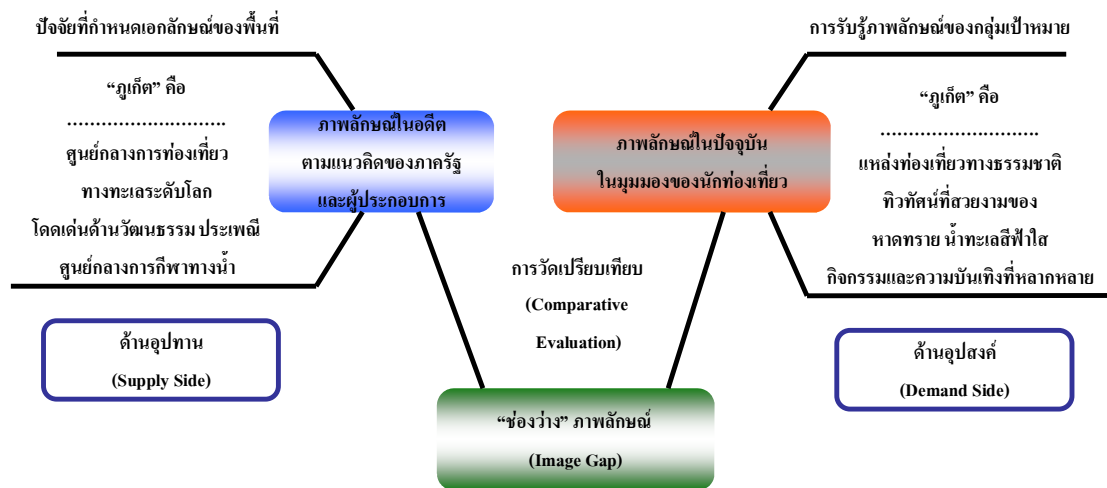 ปัจจัยที่กำหนดเอกลักษณ์ของพื้นที่
“ภูเก็ต” คือ
………………………..
ศูนย์กลางการท่องเที่ยว
ทางทะเลระดับโลก
โดดเด่นด้านวัฒนธรรม ประเพณี
ศูนย์กลางการกีฬาทางน้ำ
ด้านอุปทาน
(Supply Side)
ภาพลักษณ์ในอดีต
ตามแนวคิดของภาครัฐ
และผู้ประกอบการ
การวัดเปรียบเทียบ
(Comparative
Evaluation)
“ช่องว่าง” ภาพลักษณ์
(Image Gap)
ภาพลักษณ์ในปัจจุบัน
ในมุมมองของนักท่องเที่ยว
การรับรู้ภาพลักษณ์ของกลุ่มเป้าหมาย
“ภูเก็ต” คือ
………………………..
แหล่งท่องเที่ยวทางธรรมชาติ
ทิวทัศน์ที่สวยงามของ
หาดทราย น้ำทะเลสีฟ้าใส
กิจกรรมและความบันเทิงที่หลากหลาย
ด้านอุปสงค์
(Demand Side)